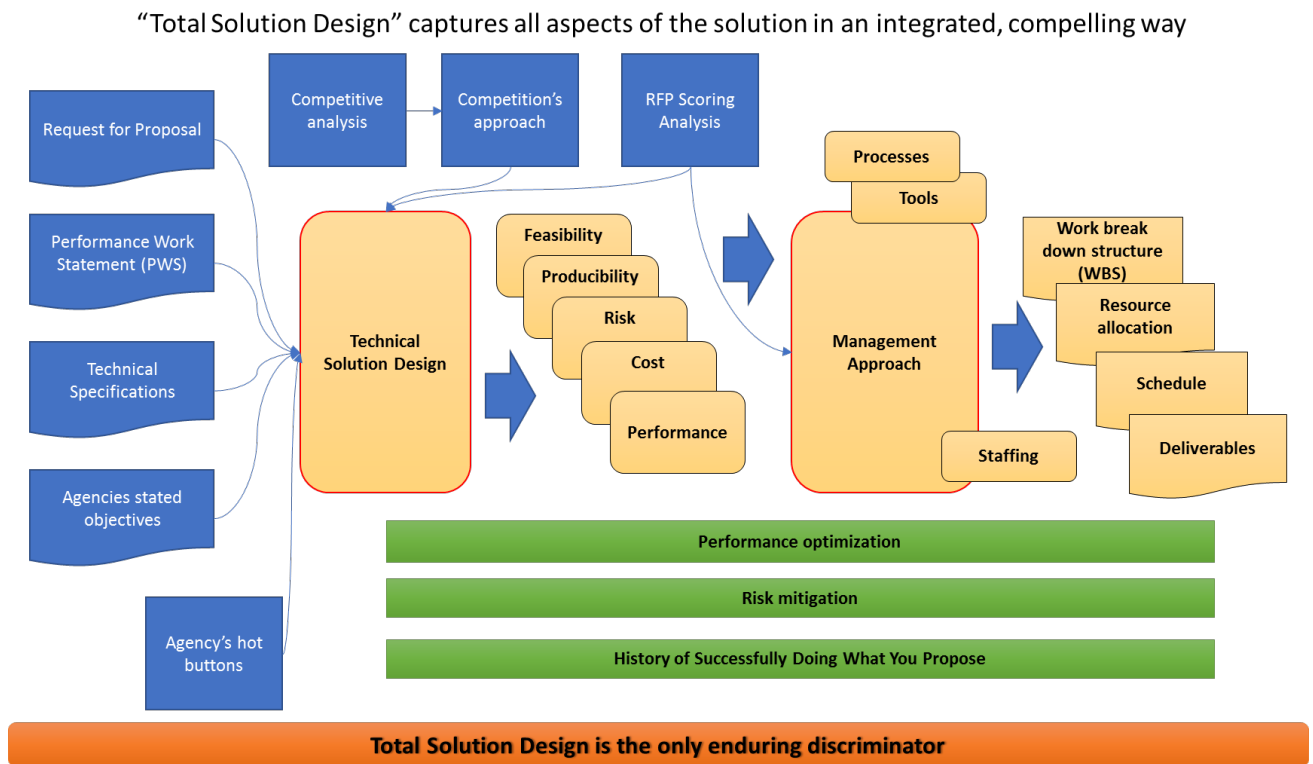 “Total Solution Design” captures all aspects of the solution in an integrated, compelling way
Request for Proposal
Performance Work
Statement (PWS)
Technical
Specifications
Agencies stated
objectives
Agency’s hot
buttons
Competitive
analysis
Competition’s
approach
RFP Scoring
Analysis
Technical
Solution Design
Feasibility
Producibility
Risk
Cost
Performance
Processes
Tools
Management
Approach
Staffing
Work break
down structure
(WBS)
Resource
allocation
Schedule
Deliverables
Performance optimization
Risk mitigation
History of Successfully Doing What You Propose
Total Solution Design is the only enduring discriminator